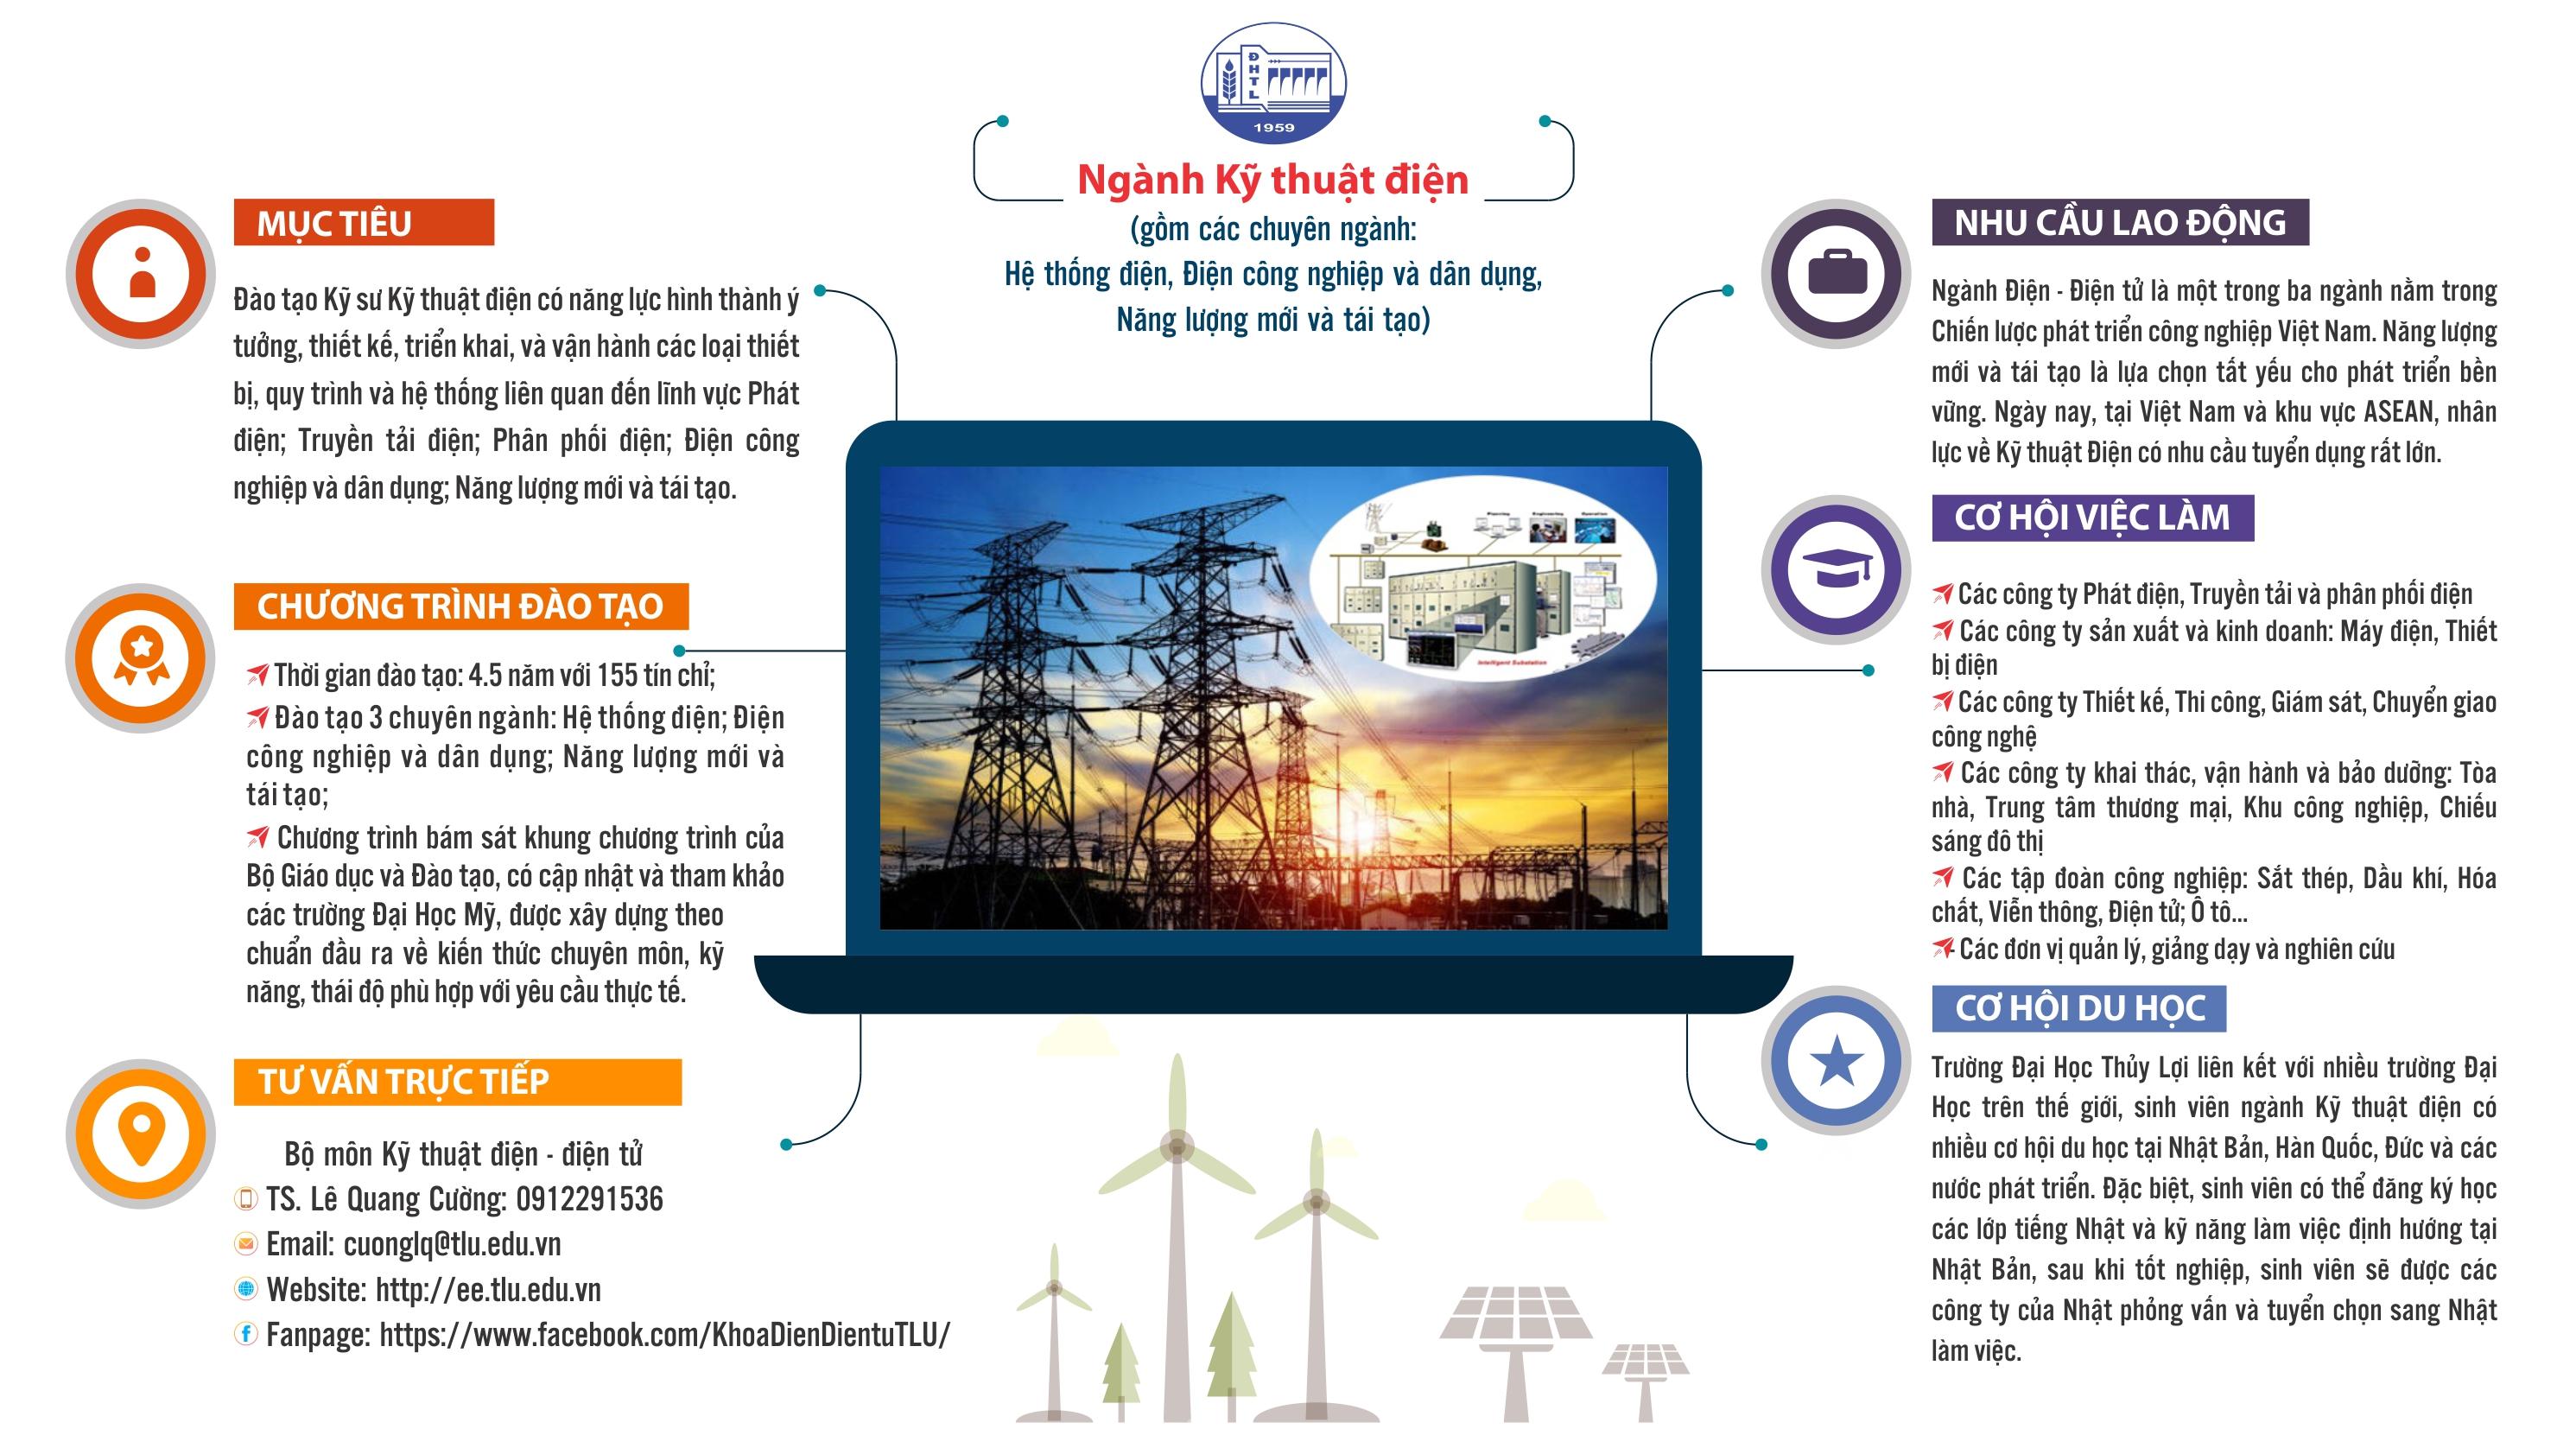 ĐHTL
1959
Ngành Kỹ thuật điện
(gồm các chuyên ngành:
Hệ thống điện, Điện công nghiệp và dân dụng,
Năng lượng mới và tái tạo)
MỤC TIÊU
Đào tạo Kỹ sư Kỹ thuật điện có năng lực hình thành ý
tưởng, thiết kế, triển khai, và vận hành các loại thiết
bị, quy trình và hệ thống liên quan đến lĩnh vực Phát
điện; Truyền tải điện; Phân phối điện; Điện công
nghiệp và dân dụng; Năng lượng mới và tái tạo.
CHƯƠNG TRÌNH ĐÀO TẠO
Thời gian đào tạo: 4.5 năm với 155 tín chỉ;
Đào tạo 3 chuyên ngành: Hệ thống điện; Điện
công nghiệp và dân dụng; Năng lượng mới và
tái tạo;
Chương trình bám sát khung chương trình của
Bộ Giáo dục và Đào tạo, có cập nhật và tham khảo
các trường Đại Học Mỹ, được xây dựng theo
chuẩn đầu ra về kiến thức chuyên môn, kỹ
năng, thái độ phù hợp với yêu cầu thực tế.
TƯ VẤN TRỰC TIẾP
Bộ môn Kỹ thuật điện - điện tử
TS. Lê Quang Cường: 0912291536
Email: cuonglq@tlu.edu.vn
Website: http://ee.tlu.edu.vn
Fanpage: https://www.facebook.com/KhoaDienDientuTLU/
Intelligent Substation
NHU CẦU LAO ĐỘNG
Ngành Điện - Điện tử là một trong ba ngành nằm trong
Chiến lược phát triển công nghiệp Việt Nam. Năng lượng
mới và tái tạo là lựa chọn tất yếu cho phát triển bền
vững. Ngày nay, tại Việt Nam và khu vực ASEAN, nhân
lực về Kỹ thuật Điện có nhu cầu tuyển dụng rất lớn.
CƠ HỘI VIỆC LÀM
Các công ty Phát điện, Truyền tải và phân phối điện
Các công ty sản xuất và kinh doanh: Máy điện, Thiết
bị điện
Các công ty Thiết kế, Thi công, Giám sát, Chuyển giao
công nghệ
Các công ty khai thác, vận hành và bảo dưỡng: Tòa
nhà, Trung tâm thương mại, Khu công nghiệp, Chiếu
sáng đô thị
Các tập đoàn công nghiệp: Sắt thép, Dầu khí, Hóa
chất, Viễn thông, Điện tử; Ô tô...
- Các đơn vị quản lý, giảng dạy và nghiên cứu
CƠ HỘI DU HỌC
Trường Đại Học Thủy Lợi liên kết với nhiều trường Đại
Học trên thế giới, sinh viên ngành Kỹ thuật điện có
nhiều cơ hội du học tại Nhật Bản, Hàn Quốc, Đức và các
nước phát triển. Đặc biệt, sinh viên có thể đăng ký học
các lớp tiếng Nhật và kỹ năng làm việc định hướng tại
Nhật Bản, sau khi tốt nghiệp, sinh viên sẽ được các
công ty của Nhật phỏng vấn và tuyển chọn sang Nhật
làm việc.